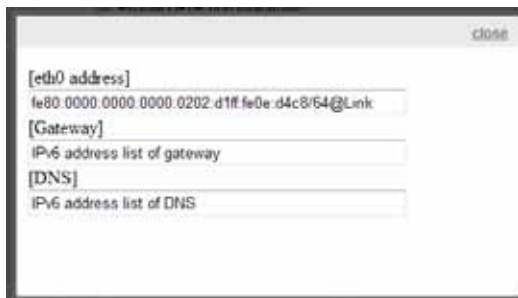 close
[eth0 address]
fe80:0000:0000:0000:0202:d1ff:fe0e:d4c8/64@Link
[Gateway]
IPv6 address list of gateway
[DNS]
IPv6 address list of DNS